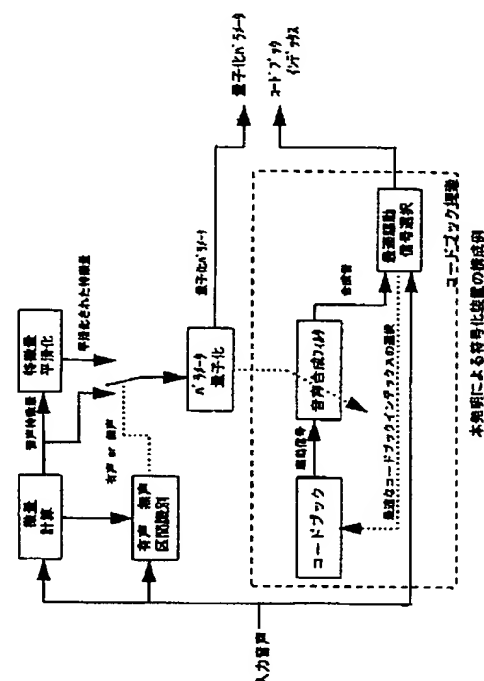 入力音声
微量
計算
音声特徴量
特徴量
平滑化
平滑化された特徴量
有声 or 無声
有声 無声
区間識別
パラメータ
量子化
量子化パラメータ
量子化パラメータ
コードブック
インデックス
コードブック
励起信号
音声合成フィルタ
合成音
最適励起
信号選択
最適なコードブックインデックスの選択
コードブック探索
本発明による符号化装置の構成例